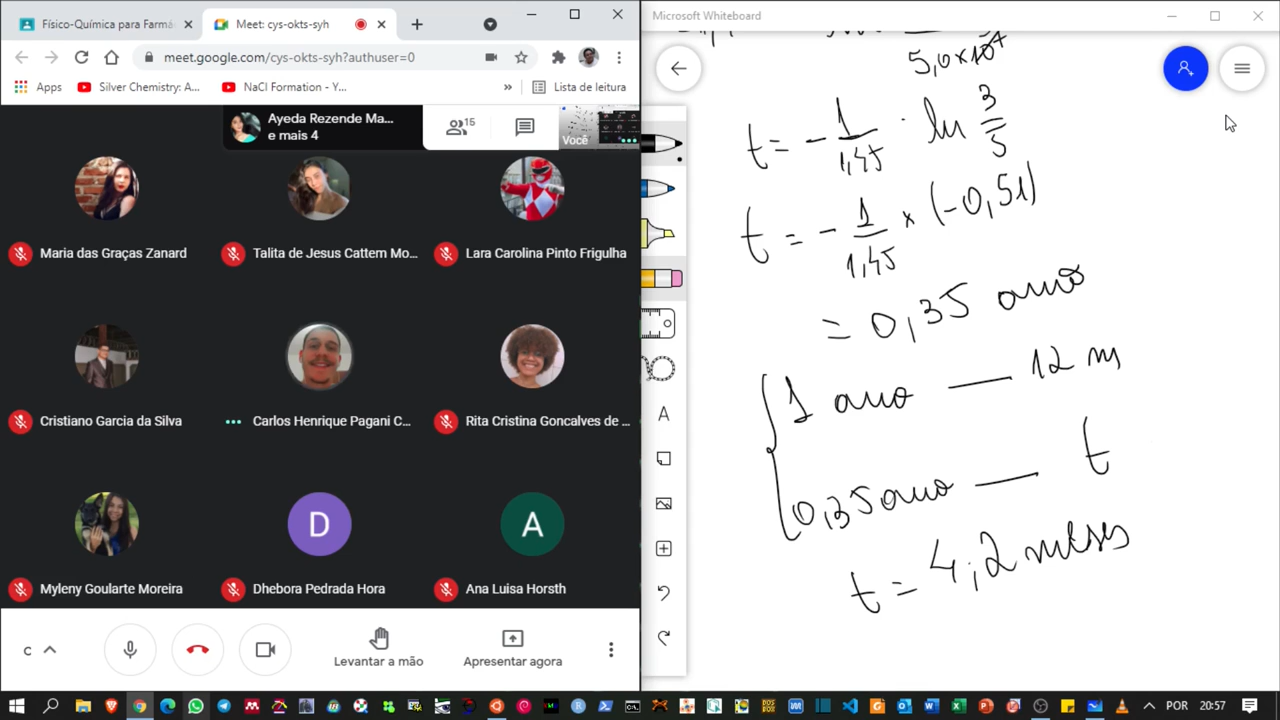 Físico-Química para Farmá
Meet: cys-okts-syh
meet.google.com/cys-okts-syh?authuser=0
Apps
Silver Chemistry: A...
NaCl Formation - Y...
»
Lista de leitura
Ayeda Rezende Ma...
e mais 4
15
Você
Maria das Graças Zanard
Talita de Jesus Cattem Mo...
Lara Carolina Pinto Frigulha
Cristiano Garcia da Silva
Carlos Henrique Pagani C...
Rita Cristina Goncalves de ...
D
A
Myleny Goularte Moreira
Dhebora Pedrada Hora
Ana Luisa Horsth
c
Levantar a mão
Apresentar agora
Microsoft Whiteboard
t = - 1/1,45 · ln 3/5
t = - 1/1,45 × (-0,51)
= 0,35 ano
1 ano — 12 m
0,35 ano — t
t = 4,2 meses
POR
20:57